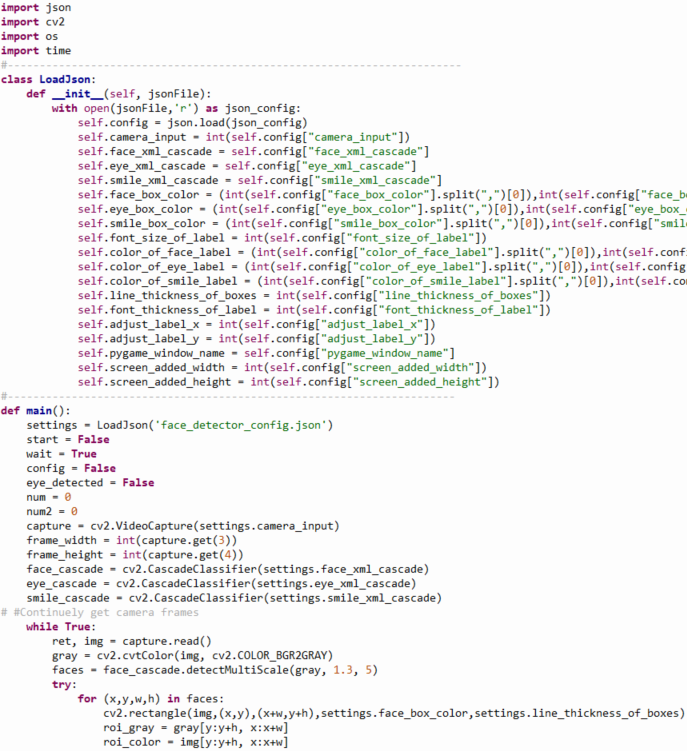 import json
import cv2
import os
import time
#----------------------------------------------------------------------
class LoadJson:
    def __init__(self, jsonFile):
        with open(jsonFile,'r') as json_config:
            self.config = json.load(json_config)
            self.camera_input = int(self.config["camera_input"])
            self.face_xml_cascade = self.config["face_xml_cascade"]
            self.eye_xml_cascade = self.config["eye_xml_cascade"]
            self.smile_xml_cascade = self.config["smile_xml_cascade"]
            self.face_box_color = (int(self.config["face_box_color"].split(",")[0]),int(self.config["face_b
            self.eye_box_color = (int(self.config["eye_box_color"].split(",")[0]),int(self.config["eye_box_
            self.smile_box_color = (int(self.config["smile_box_color"].split(",")[0]),int(self.config["smil
            self.font_size_of_label = int(self.config["font_size_of_label"])
            self.color_of_face_label = (int(self.config["color_of_face_label"].split(",")[0]),int(self.conf
            self.color_of_eye_label = (int(self.config["color_of_eye_label"].split(",")[0]),int(self.config
            self.color_of_smile_label = (int(self.config["color_of_smile_label"].split(",")[0]),int(self.co
            self.line_thickness_of_boxes = int(self.config["line_thickness_of_boxes"])
            self.font_thickness_of_label = int(self.config["font_thickness_of_label"])
            self.adjust_label_x = int(self.config["adjust_label_x"])
            self.adjust_label_y = int(self.config["adjust_label_y"])
            self.pygame_window_name = self.config["pygame_window_name"]
            self.screen_added_width = int(self.config["screen_added_width"])
            self.screen_added_height = int(self.config["screen_added_height"])
#---------------------------------------------------------------------
def main():
    settings = LoadJson('face_detector_config.json')
    start = False
    wait = True
    config = False
    eye_detected = False
    num = 0
    num2 = 0
    capture = cv2.VideoCapture(settings.camera_input)
    frame_width = int(capture.get(3))
    frame_height = int(capture.get(4))
    face_cascade = cv2.CascadeClassifier(settings.face_xml_cascade)
    eye_cascade = cv2.CascadeClassifier(settings.eye_xml_cascade)
    smile_cascade = cv2.CascadeClassifier(settings.smile_xml_cascade)
# #Continuely get camera frames
    while True:
        ret, img = capture.read()
        gray = cv2.cvtColor(img, cv2.COLOR_BGR2GRAY)
        faces = face_cascade.detectMultiScale(gray, 1.3, 5)
        try:
            for (x,y,w,h) in faces:
                cv2.rectangle(img,(x,y),(x+w,y+h),settings.face_box_color,settings.line_thickness_of_boxes)
                roi_gray = gray[y:y+h, x:x+w]
                roi_color = img[y:y+h, x:x+w]